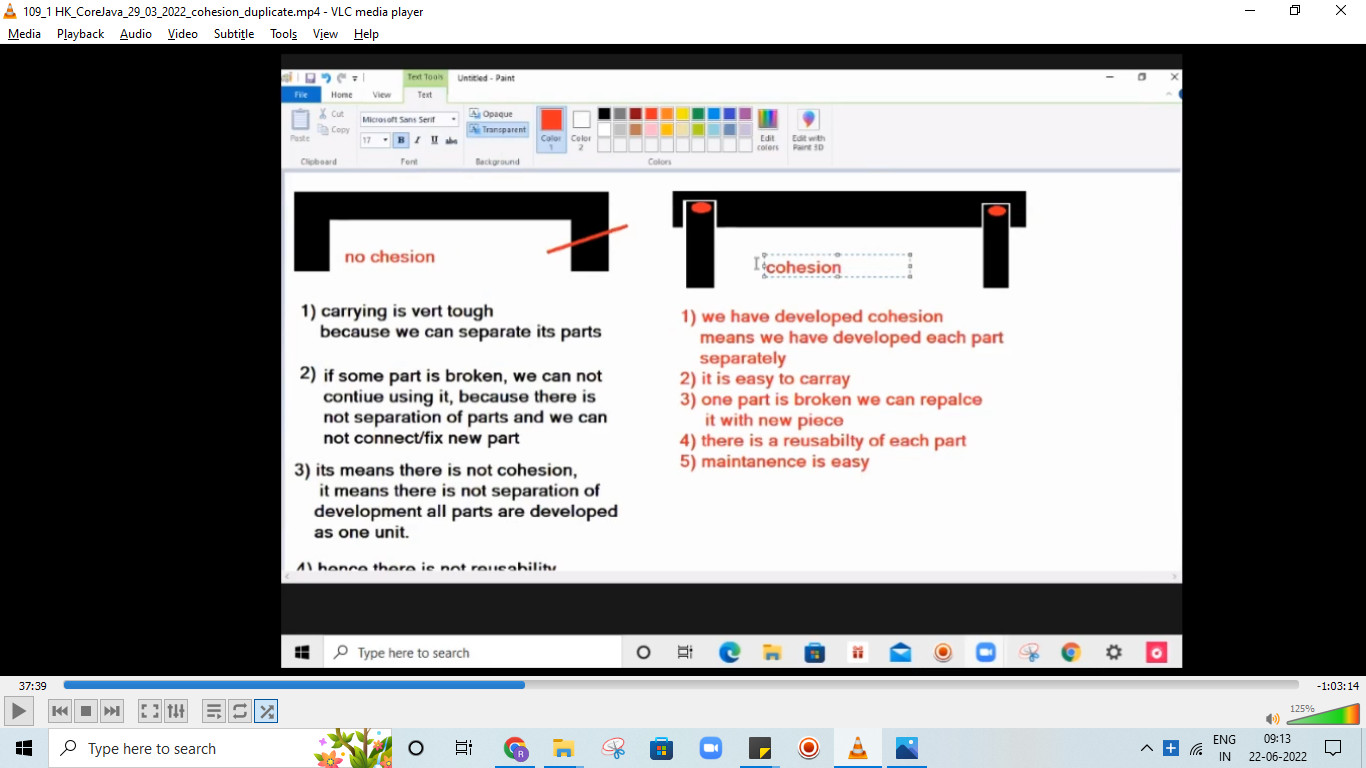 109_1 HK_CoreJava_29_03_2022_cohesion_duplicate.mp4 - VLC media player
Media Playback Audio Video Subtitle Tools View Help
Text Tools Untitled - Paint
File Home View Text
Paste
Cut
Copy
Clipboard
Microsoft Sans Serif
17 B I U abc
Font
Opaque
Transparent
Background
Color 1
Color 2
Edit colors
Colors
Edit with Paint 3D
no chesion
1) carrying is vert tough
because we can separate its parts
2) if some part is broken, we can not
contiue using it, because there is
not separation of parts and we can
not connect/fix new part
3) its means there is not cohesion,
it means there is not separation of
development all parts are developed
as one unit.
4) hence there is not reusability
cohesion
1) we have developed cohesion
means we have developed each part
separately
2) it is easy to carray
3) one part is broken we can repalce
it with new piece
4) there is a reusabilty of each part
5) maintanence is easy
Type here to search
37:39
-1:03:14
125%
Type here to search
R
ENG
IN
09:13
22-06-2022